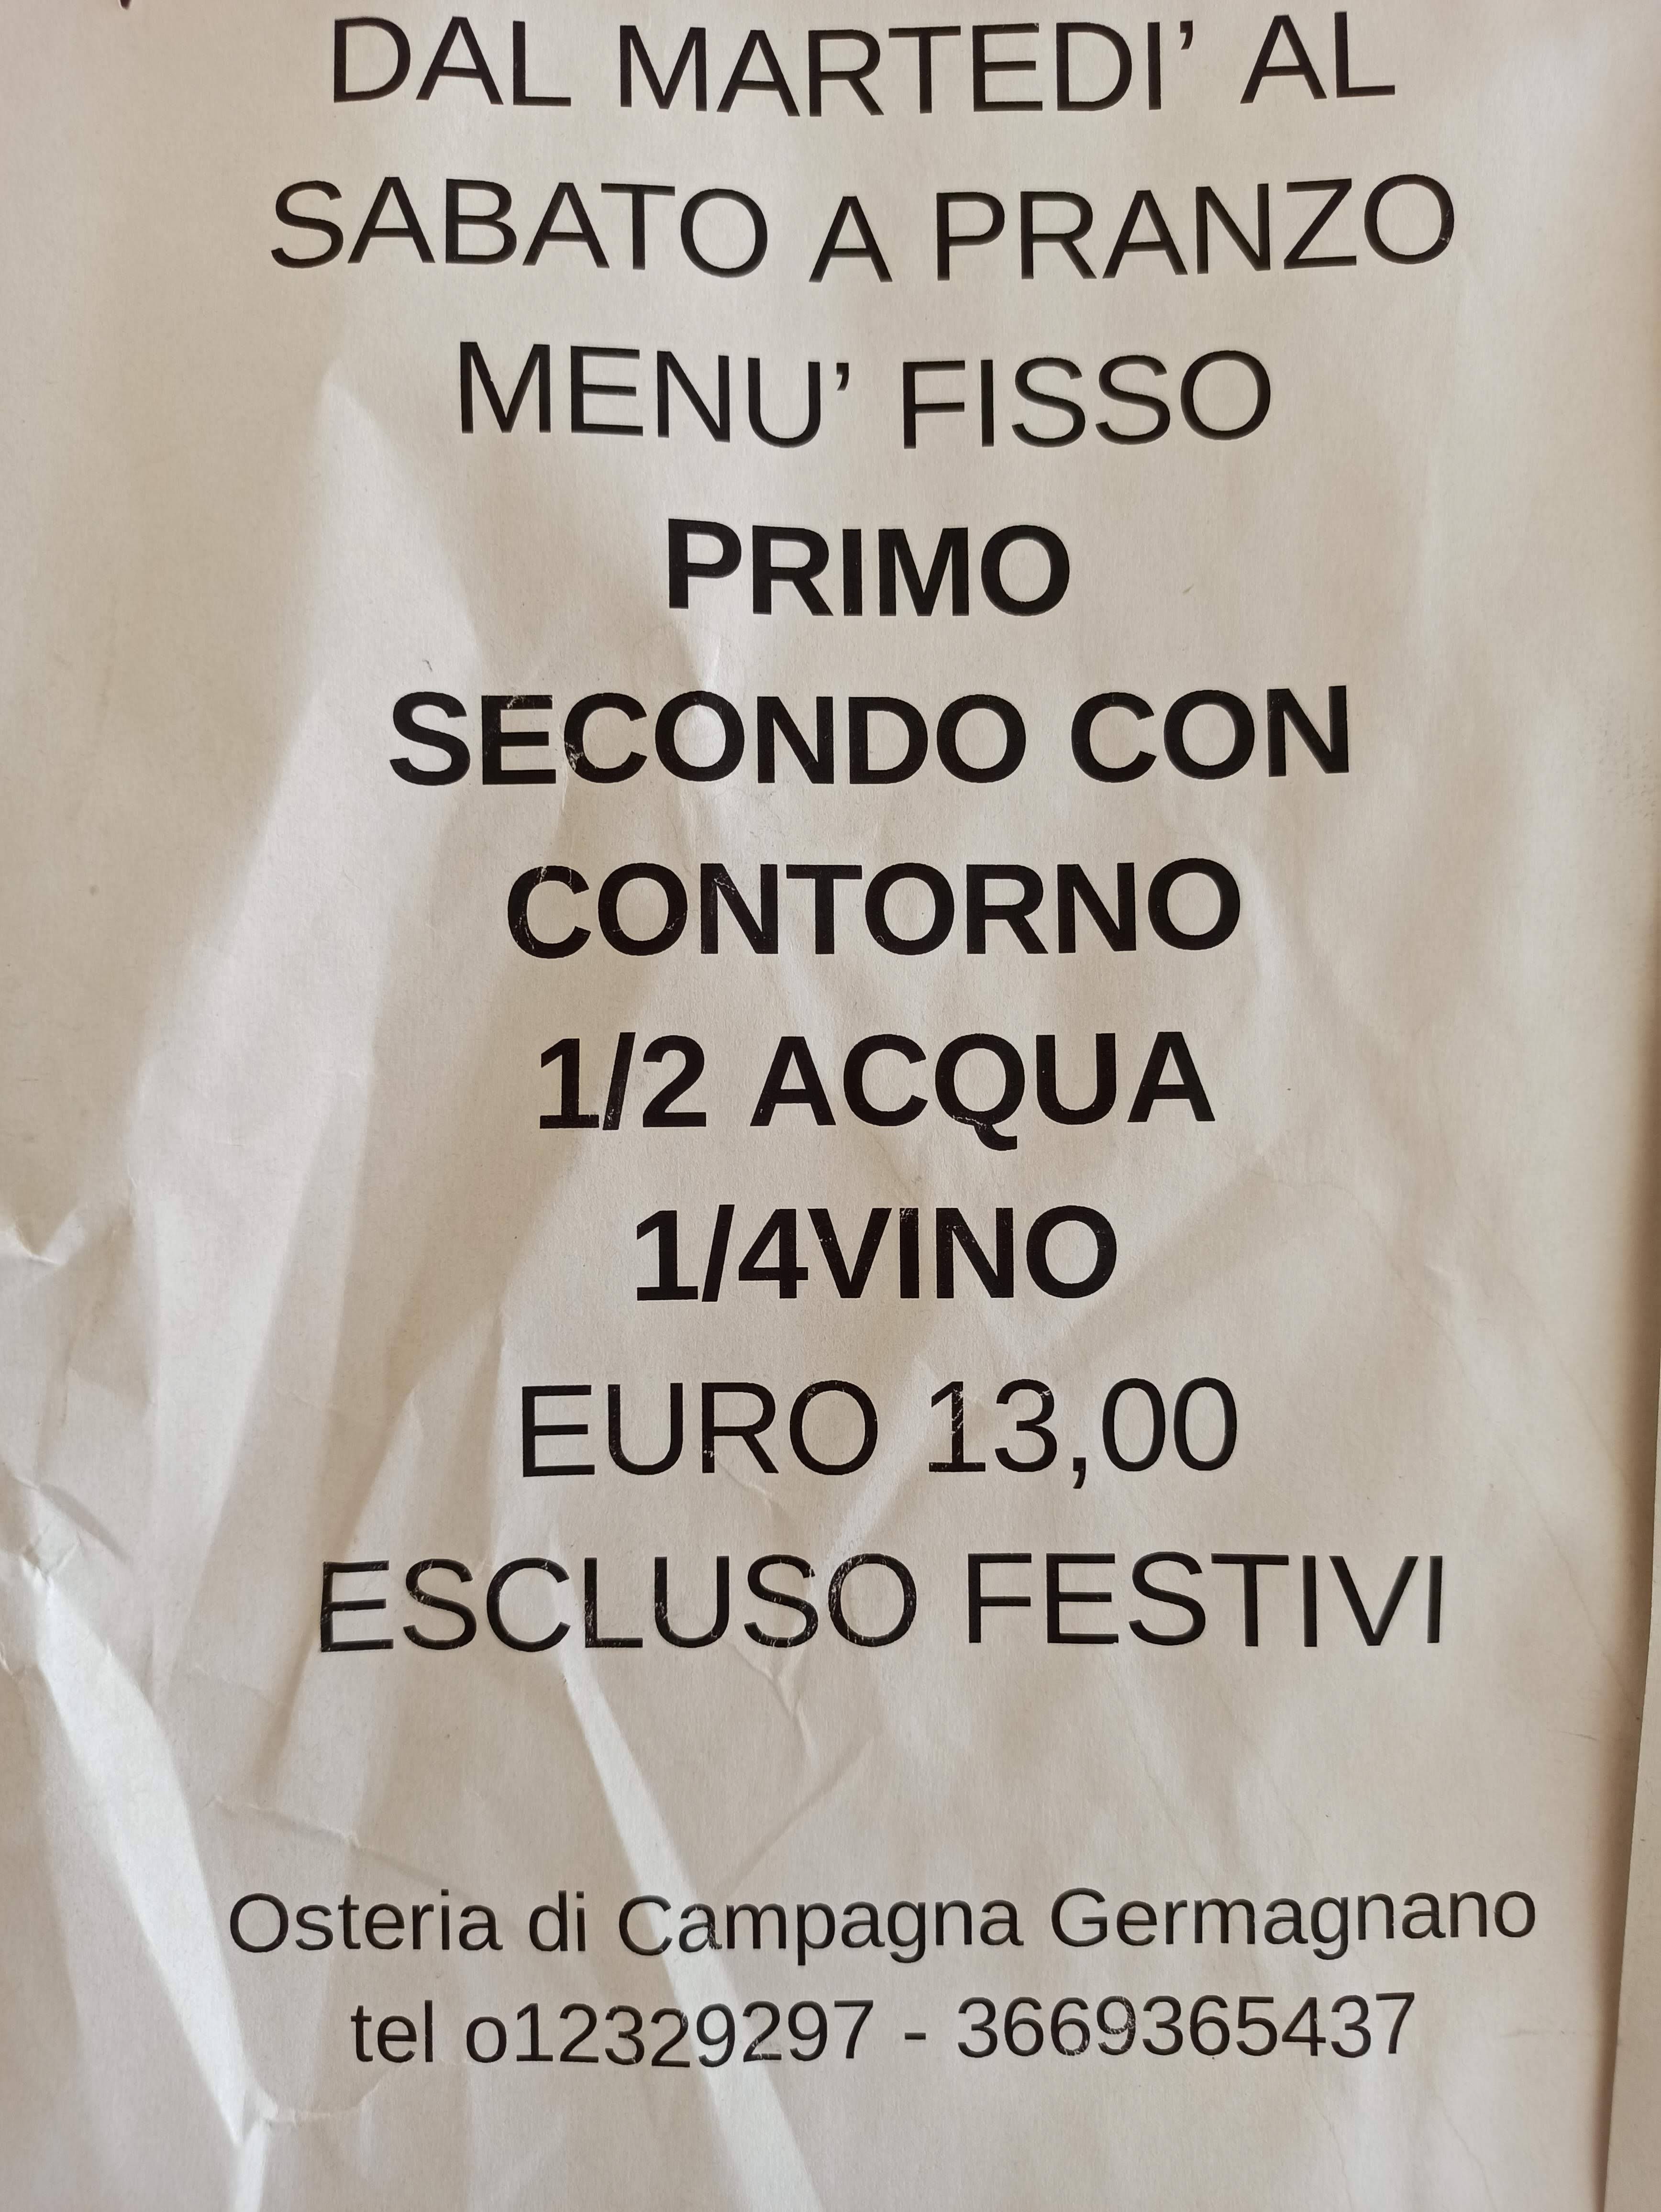 DAL MARTEDI’ AL
SABATO A PRANZO
MENU’ FISSO
PRIMO
SECONDO CON
CONTORNO
1/2 ACQUA
1/4VINO
EURO 13,00
ESCLUSO FESTIVI
Osteria di Campagna Germagnano
tel o12329297 - 3669365437